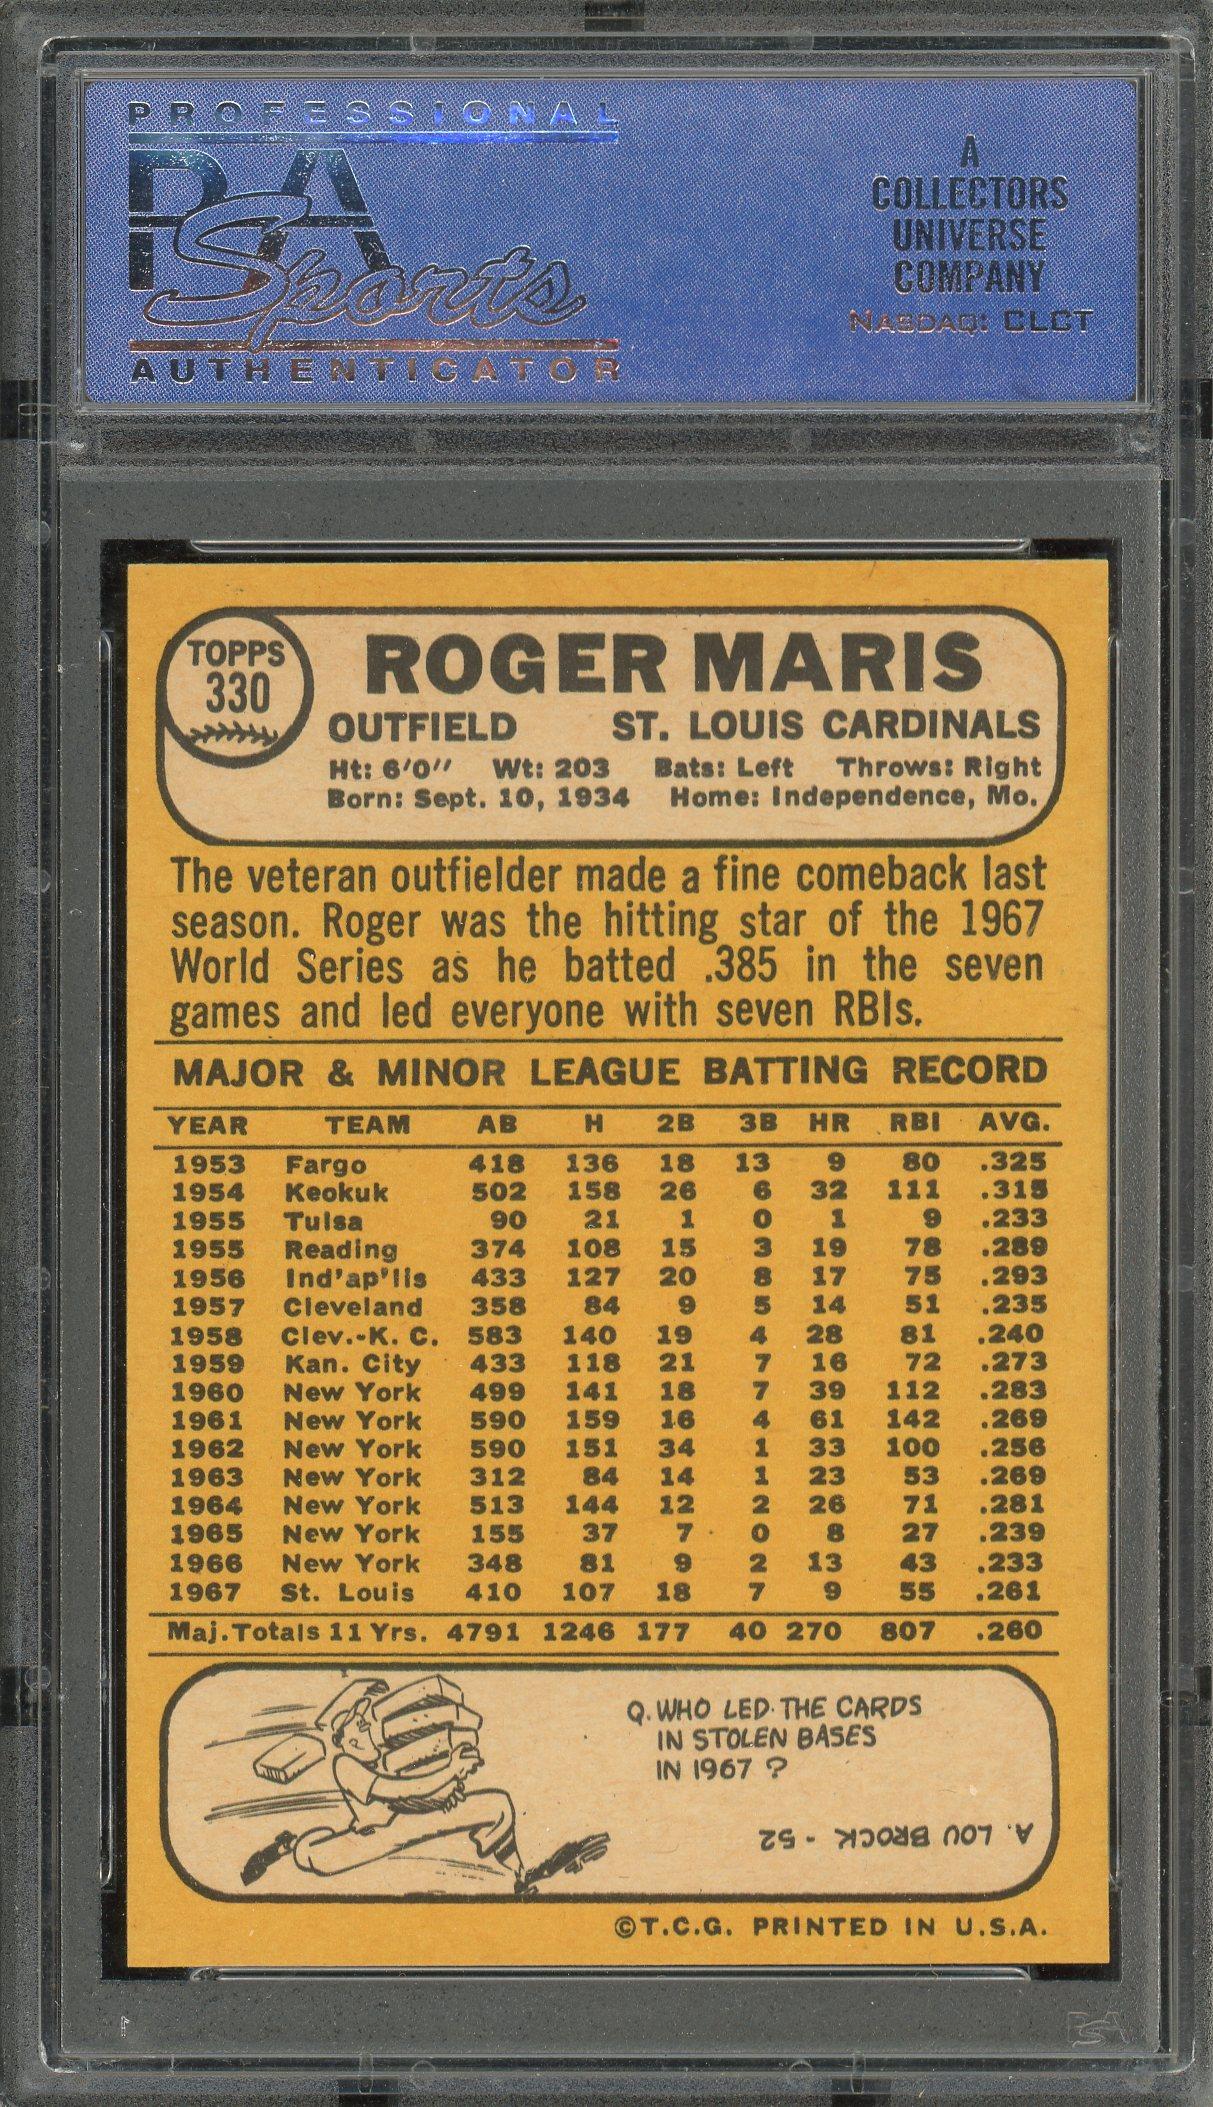 PROFESSIONAL
PSA
Sports
AUTHENTICATOR
A
COLLECTORS
UNIVERSE
COMPANY
NASDAQ: CLCT
TOPPS
330
ROGER MARIS
OUTFIELD ST. LOUIS CARDINALS
Ht: 6'0" Wt: 203 Bats: Left Throws: Right
Born: Sept. 10, 1934 Home: Independence, Mo.
The veteran outfielder made a fine comeback last
season. Roger was the hitting star of the 1967
World Series as he batted .385 in the seven
games and led everyone with seven RBIs.
MAJOR & MINOR LEAGUE BATTING RECORD
YEAR TEAM AB H 2B 3B HR RBI AVG.
1953 Fargo 418 136 18 13 9 80 .325
1954 Keokuk 502 158 26 6 32 111 .315
1955 Tulsa 90 21 1 0 1 9 .233
1955 Reading 374 108 15 3 19 78 .289
1956 Ind'ap'lis 433 127 20 8 17 75 .293
1957 Cleveland 358 84 9 5 14 51 .235
1958 Clev.-K. C. 583 140 19 4 28 81 .240
1959 Kan. City 433 118 21 7 16 72 .273
1960 New York 499 141 18 7 39 112 .283
1961 New York 590 159 16 4 61 142 .269
1962 New York 590 151 34 1 33 100 .256
1963 New York 312 84 14 1 23 53 .269
1964 New York 513 144 12 2 26 71 .281
1965 New York 155 37 7 0 8 27 .239
1966 New York 348 81 9 2 13 43 .233
1967 St. Louis 410 107 18 7 9 55 .261
Maj. Totals 11 Yrs. 4791 1246 177 40 270 807 .260
Q. WHO LED THE CARDS
IN STOLEN BASES
IN 1967 ?
A. LOU BROCK - 52
©T.C.G. PRINTED IN U.S.A.
PSA